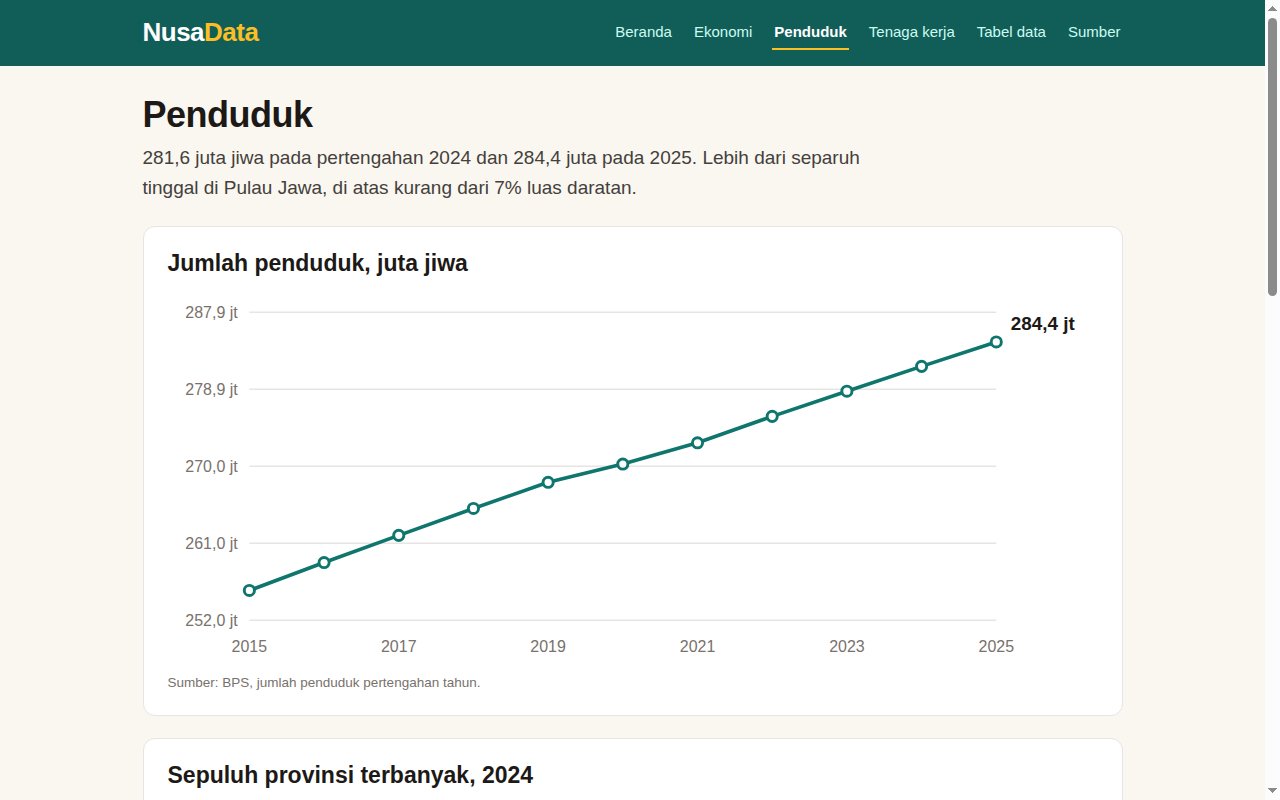 NusaData
Beranda Ekonomi Penduduk Tenaga kerja Tabel data Sumber
Penduduk
281,6 juta jiwa pada pertengahan 2024 dan 284,4 juta pada 2025. Lebih dari separuh
tinggal di Pulau Jawa, di atas kurang dari 7% luas daratan.
Jumlah penduduk, juta jiwa
287,9 jt
284,4 jt
278,9 jt
270,0 jt
261,0 jt
252,0 jt
2015 2017 2019 2021 2023 2025
Sumber: BPS, jumlah penduduk pertengahan tahun.
Sepuluh provinsi terbanyak, 2024